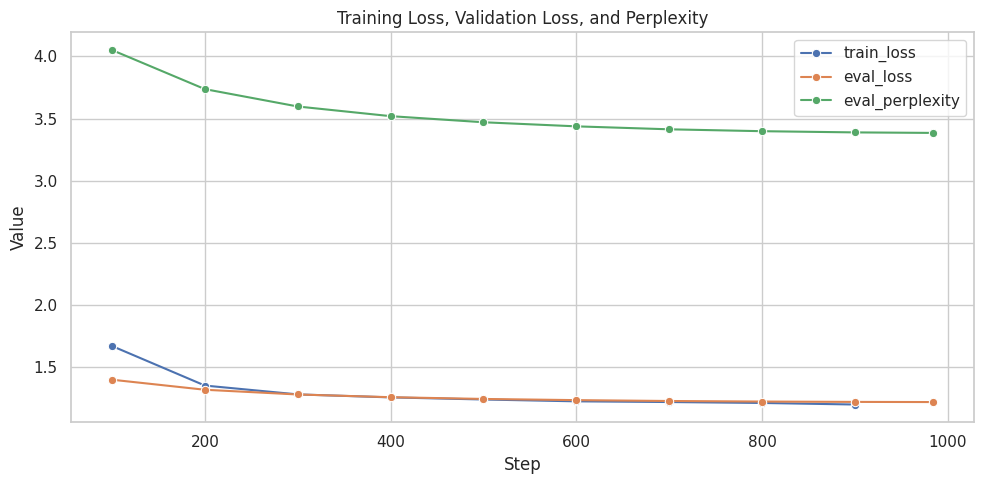 Training Loss, Validation Loss, and Perplexity
train_loss
eval_loss
eval_perplexity
Value
4.0
3.5
3.0
2.5
2.0
1.5
200
400
600
800
1000
Step